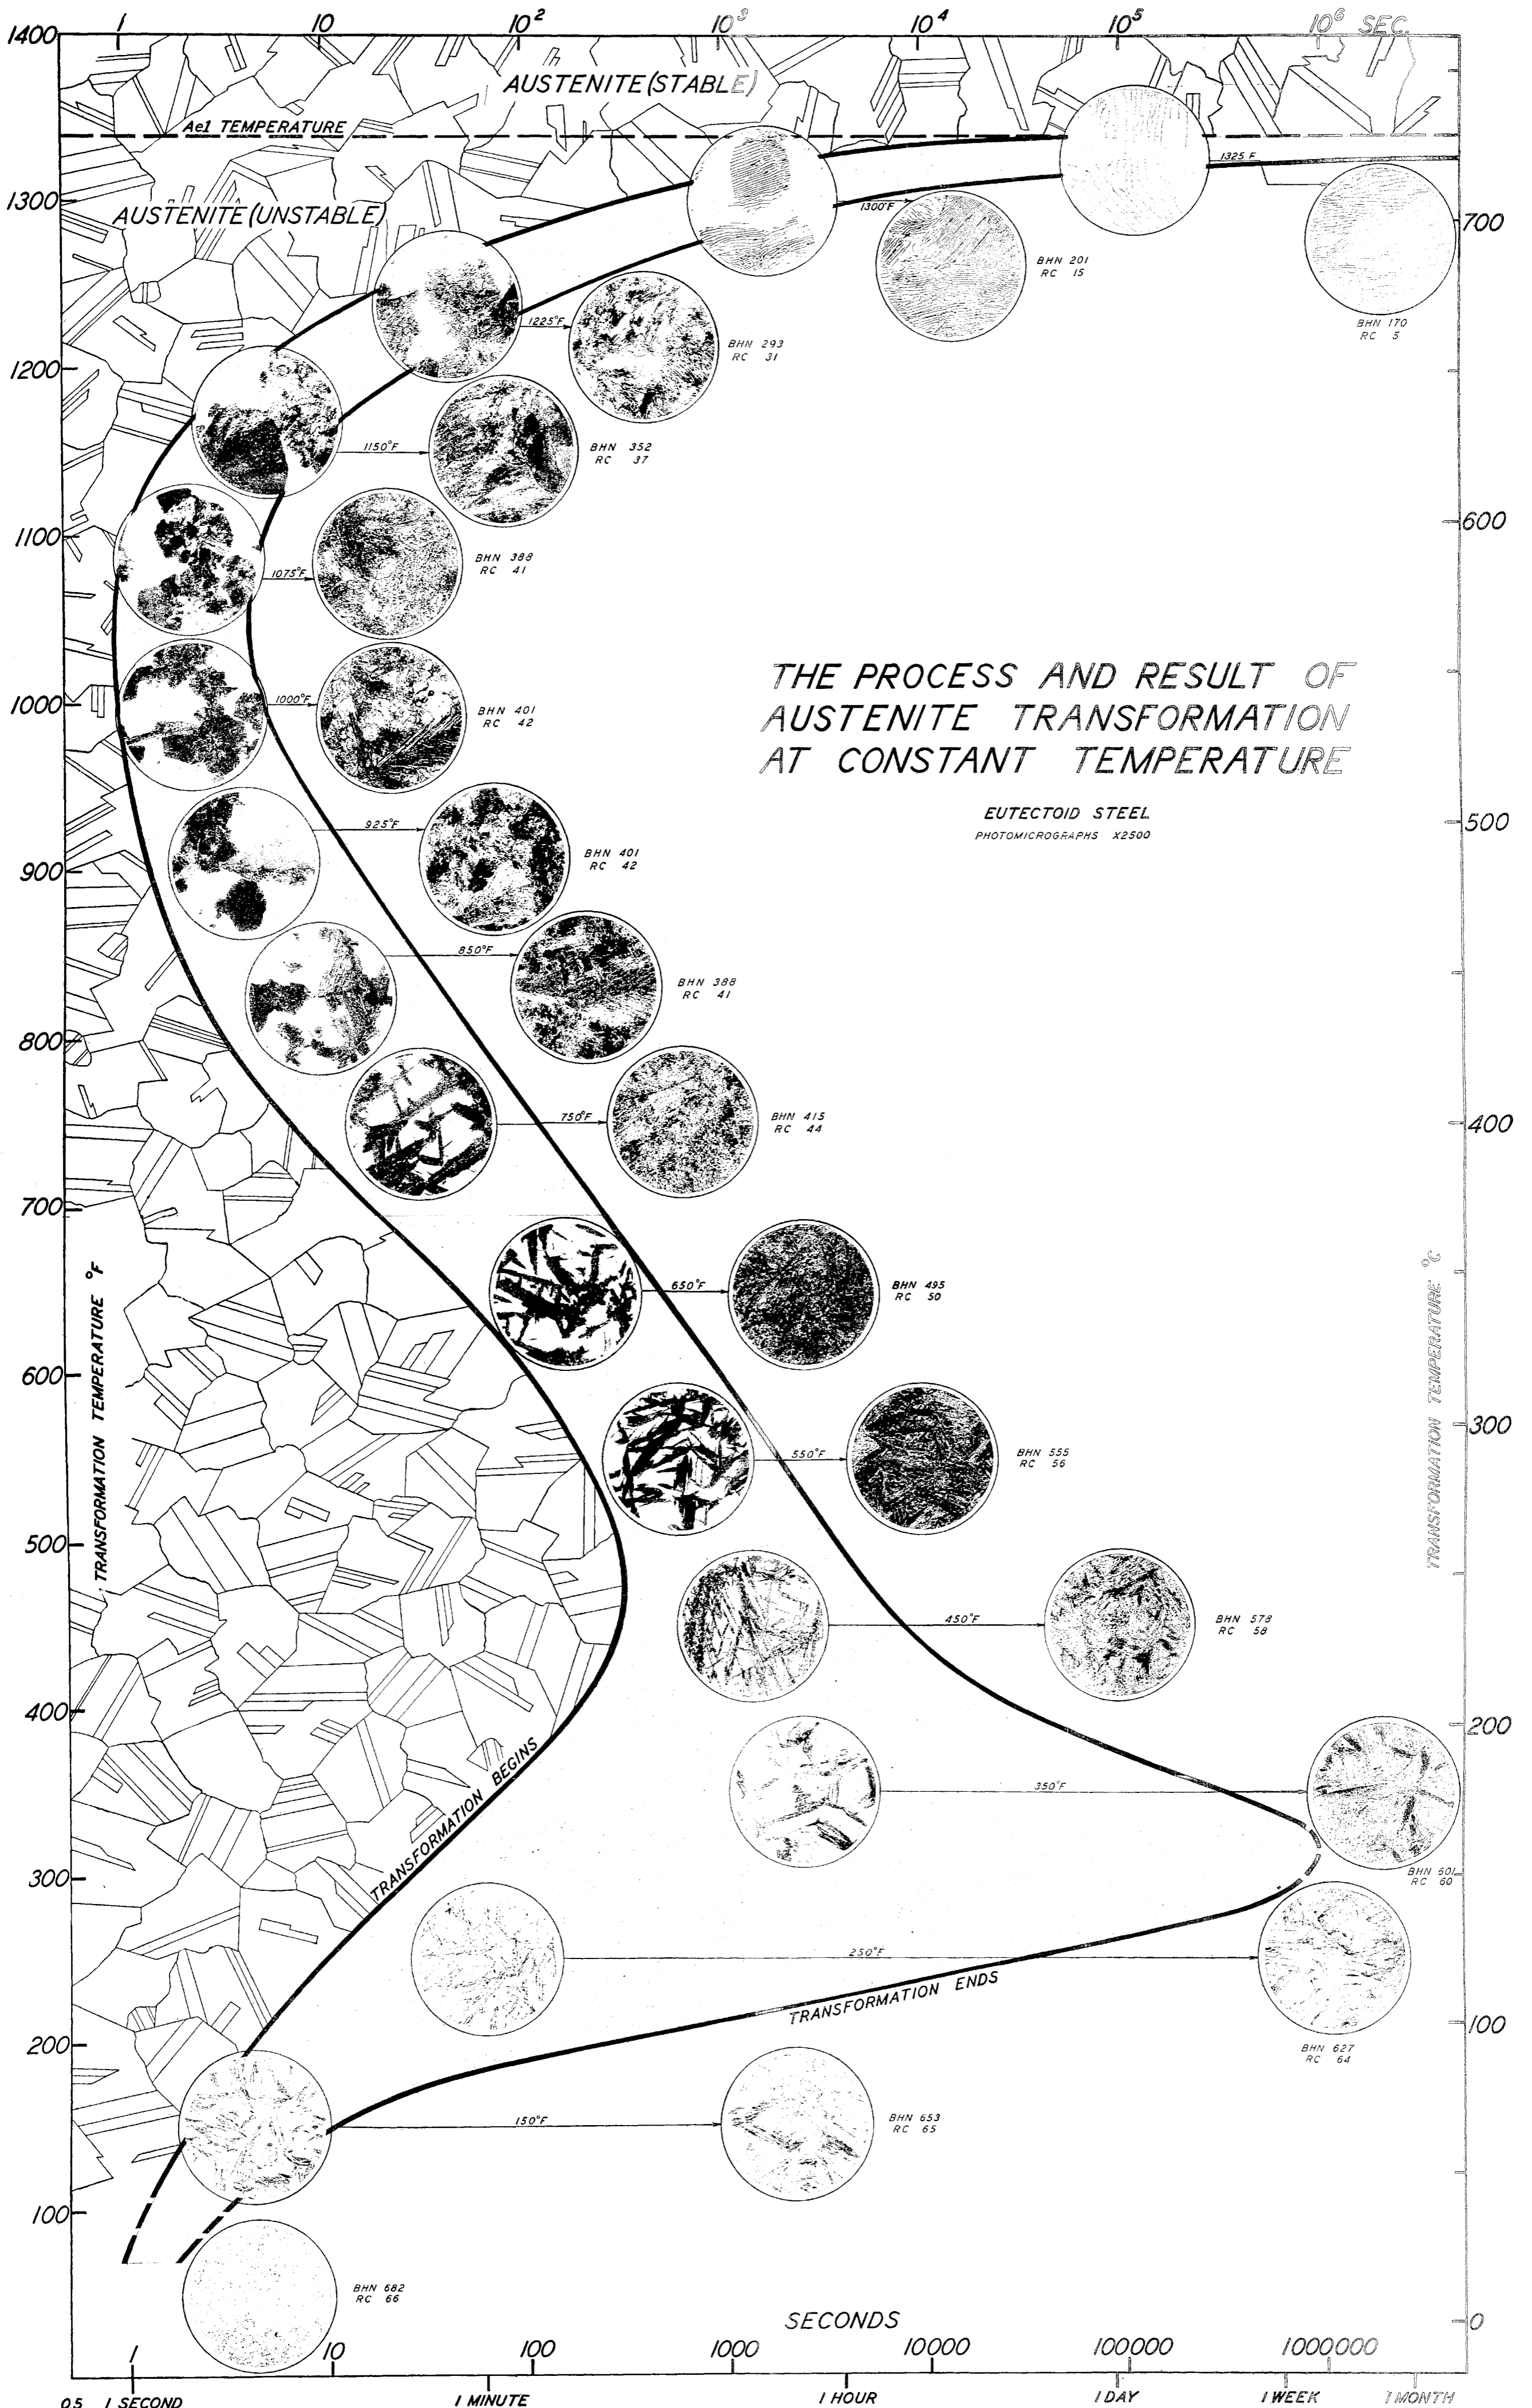 1 10 10² 10³ 10⁴ 10⁵ 10⁶ SEC.
1400
AUSTENITE (STABLE)
Ae1 TEMPERATURE
1325 F
1300
AUSTENITE (UNSTABLE)
1300°F
700
BHN 201
RC 15
BHN 170
RC 5
1225°F
BHN 293
RC 31
1200
1150°F
BHN 352
RC 37
1100
600
1075°F
BHN 388
RC 41
1000
1000°F
BHN 401
RC 42
THE PROCESS AND RESULT OF
AUSTENITE TRANSFORMATION
AT CONSTANT TEMPERATURE
EUTECTOID STEEL
PHOTOMICROGRAPHS X2500
500
925°F
BHN 401
RC 42
900
850°F
BHN 388
RC 41
800
750°F
BHN 415
RC 44
400
700
TRANSFORMATION TEMPERATURE °F
TRANSFORMATION TEMPERATURE °C
650°F
BHN 495
RC 50
600
300
550°F
BHN 555
RC 56
500
450°F
BHN 578
RC 58
400
200
TRANSFORMATION BEGINS
350°F
BHN 601
RC 60
300
250°F
TRANSFORMATION ENDS
BHN 627
RC 64
200
100
150°F
BHN 653
RC 65
100
BHN 682
RC 66
SECONDS
0
1 10 100 1000 10000 100000 1000000
0.5 1 SECOND 1 MINUTE 1 HOUR 1 DAY 1 WEEK 1 MONTH